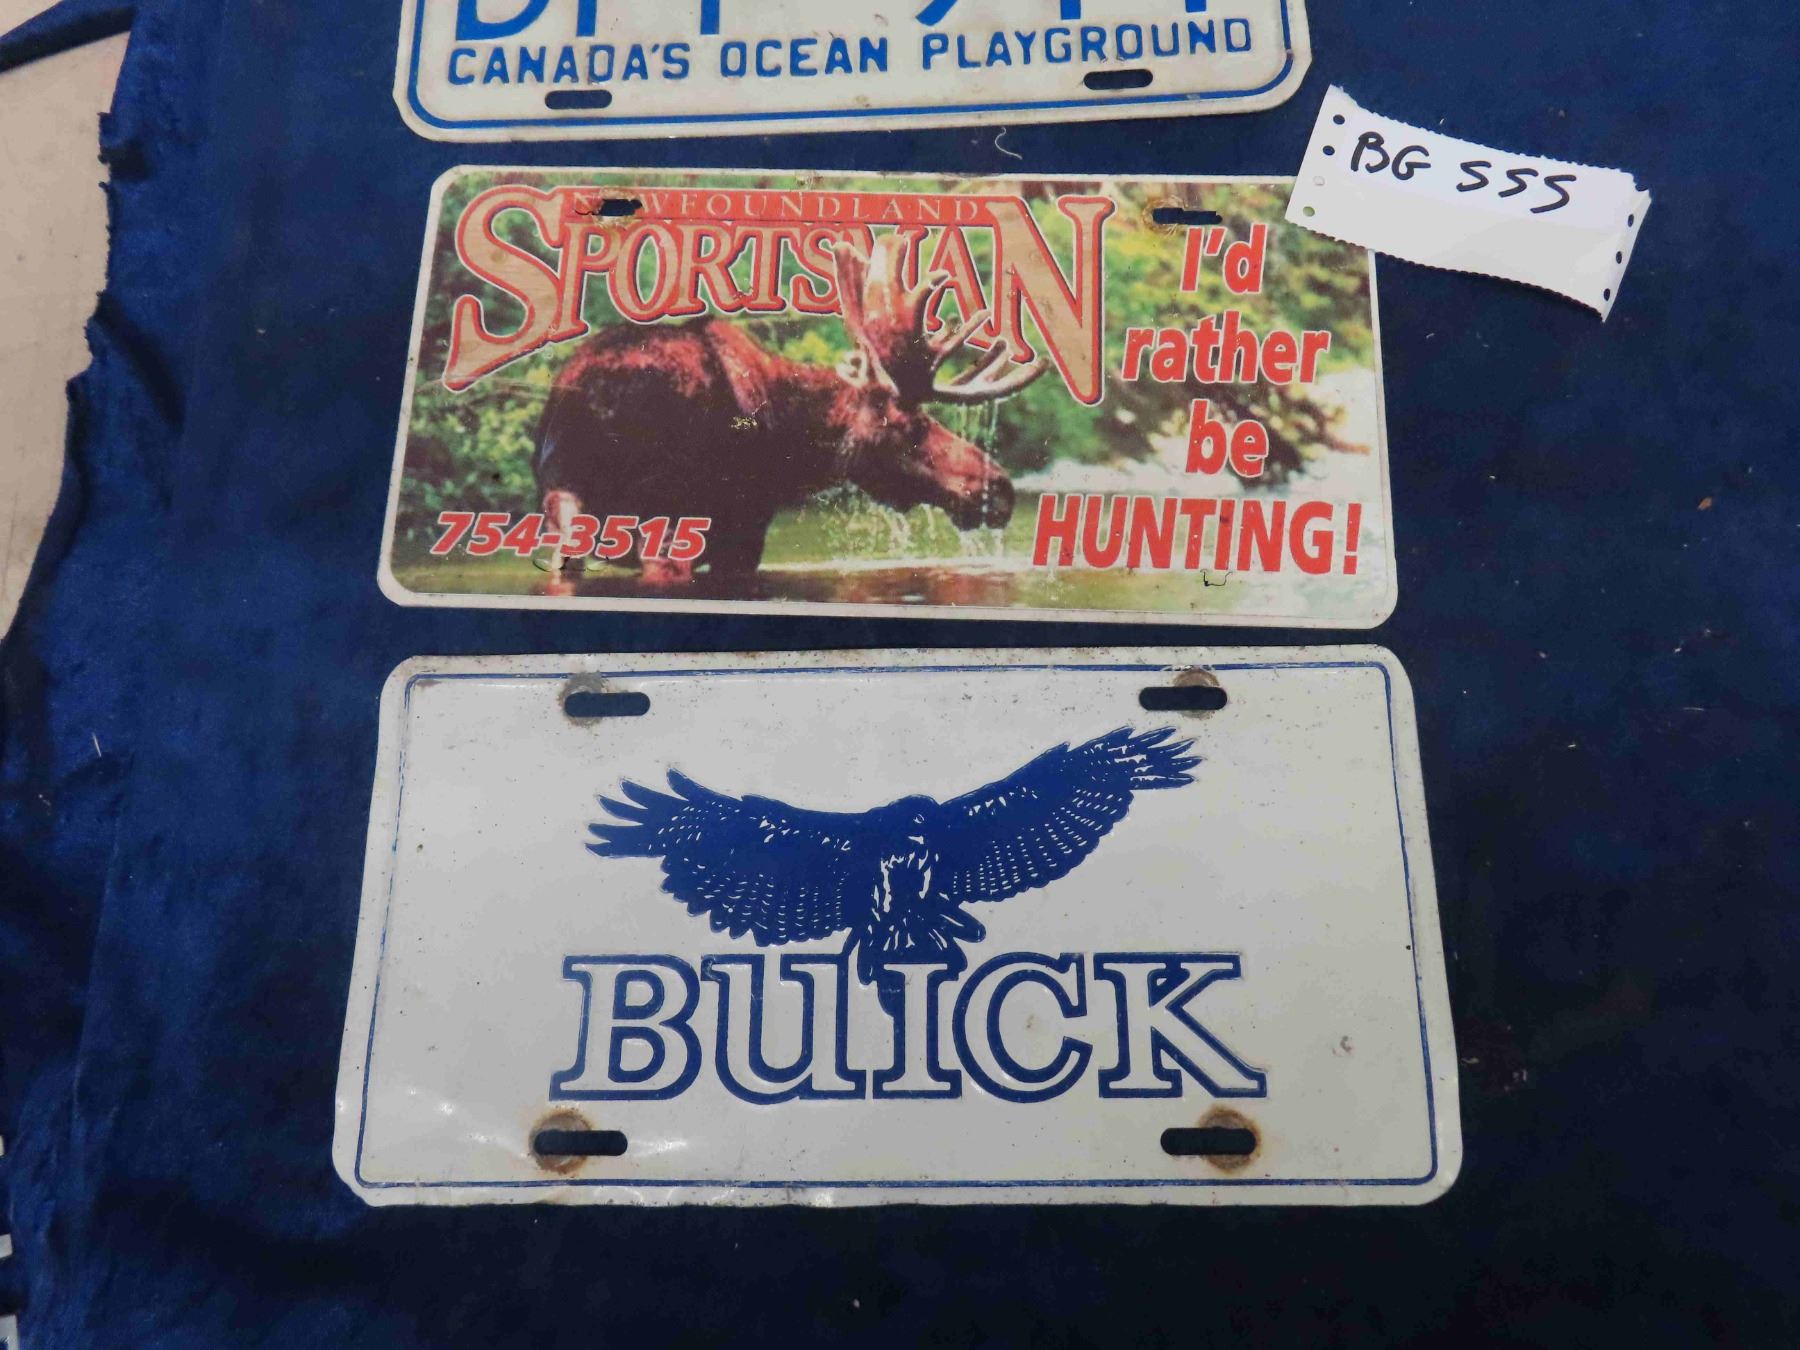 CANADA'S OCEAN PLAYGROUND
BG 555
NEWFOUNDLAND
SPORTSMAN
I'd
rather
be
HUNTING!
754-3515
BUICK